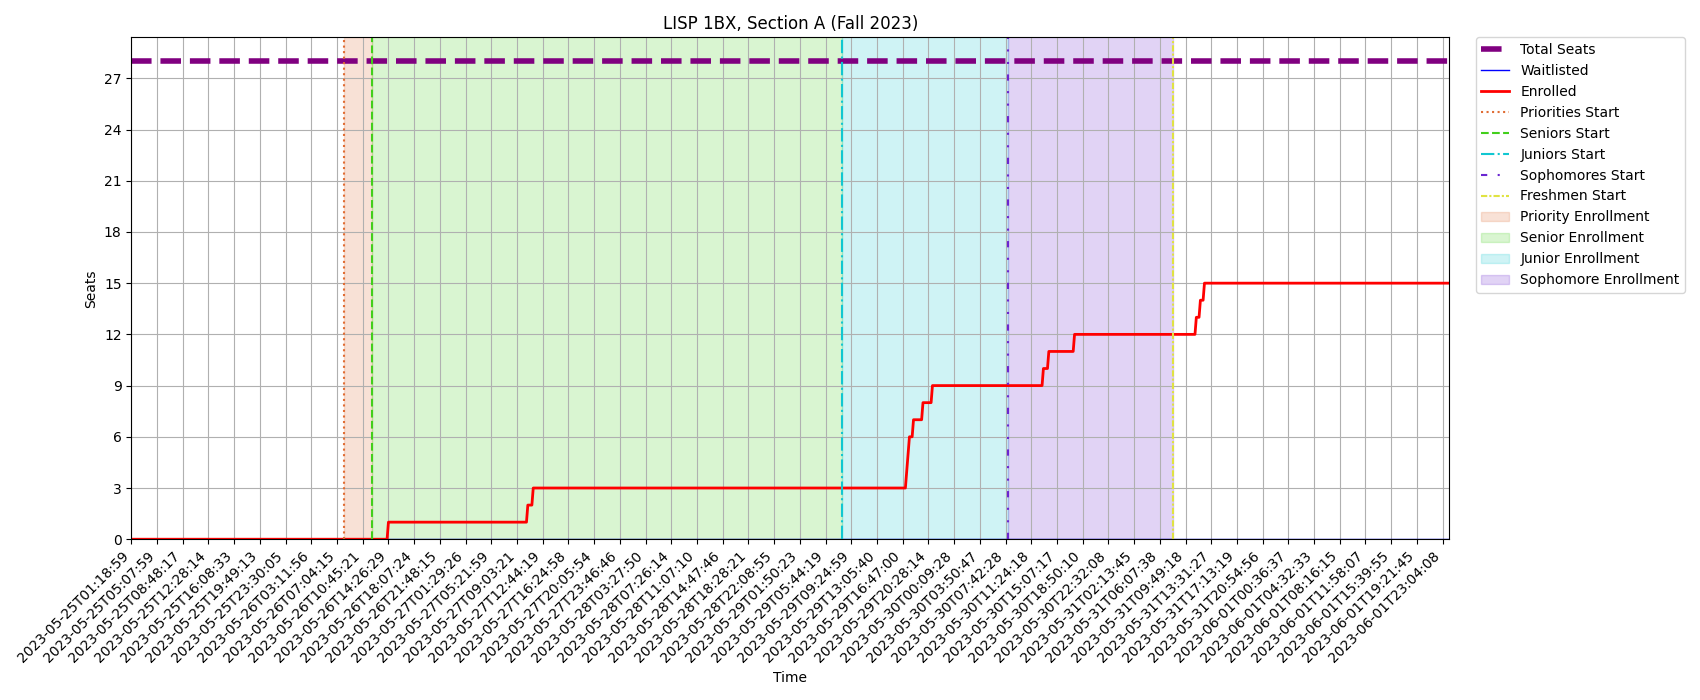 LISP 1BX, Section A (Fall 2023)
Seats
27
24
21
18
15
12
9
6
3
0
2023-05-25T01:18:59
2023-05-25T05:07:59
2023-05-25T08:48:17
2023-05-25T12:28:14
2023-05-25T16:08:33
2023-05-25T19:49:13
2023-05-25T23:30:05
2023-05-26T03:11:56
2023-05-26T07:04:15
2023-05-26T10:45:21
2023-05-26T14:26:29
2023-05-26T18:07:24
2023-05-26T21:48:15
2023-05-27T01:29:26
2023-05-27T05:21:59
2023-05-27T09:03:21
2023-05-27T12:44:19
2023-05-27T16:24:58
2023-05-27T20:05:54
2023-05-27T23:46:46
2023-05-28T03:27:50
2023-05-28T07:26:14
2023-05-28T11:07:10
2023-05-28T14:47:46
2023-05-28T18:28:21
2023-05-28T22:08:55
2023-05-29T01:50:23
2023-05-29T05:44:19
2023-05-29T09:24:59
2023-05-29T13:05:40
2023-05-29T16:47:00
2023-05-29T20:28:14
2023-05-30T00:09:28
2023-05-30T03:50:47
2023-05-30T07:42:28
2023-05-30T11:24:18
2023-05-30T15:07:17
2023-05-30T18:50:10
2023-05-30T22:32:08
2023-05-31T02:13:45
2023-05-31T06:07:38
2023-05-31T09:49:18
2023-05-31T13:31:27
2023-05-31T17:13:19
2023-05-31T20:54:56
2023-06-01T00:36:37
2023-06-01T04:32:33
2023-06-01T08:16:15
2023-06-01T11:58:07
2023-06-01T15:39:55
2023-06-01T19:21:45
2023-06-01T23:04:08
Time
Total Seats
Waitlisted
Enrolled
Priorities Start
Seniors Start
Juniors Start
Sophomores Start
Freshmen Start
Priority Enrollment
Senior Enrollment
Junior Enrollment
Sophomore Enrollment